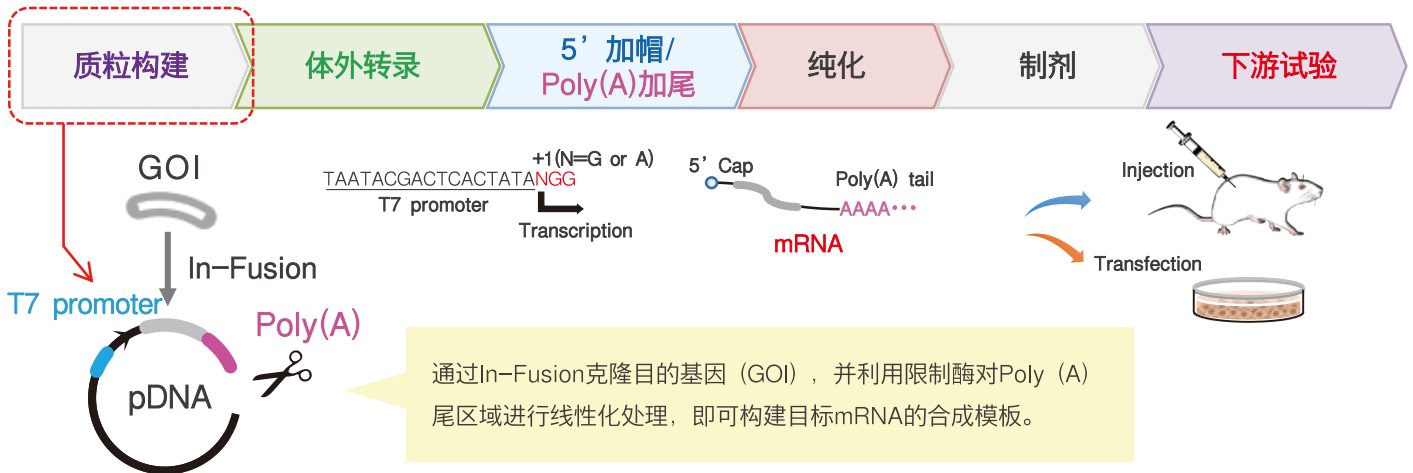 质粒构建
体外转录
5’加帽/
Poly(A)加尾
纯化
制剂
下游试验
GOI
In-Fusion
T7 promoter
Poly(A)
pDNA
+1(N=G or A)
TAATACGACTCACTATANGG
T7 promoter
Transcription
5’ Cap
Poly(A) tail
AAAA···
mRNA
Injection
Transfection
通过In-Fusion克隆目的基因（GOI），并利用限制酶对Poly（A）
尾区域进行线性化处理，即可构建目标mRNA的合成模板。